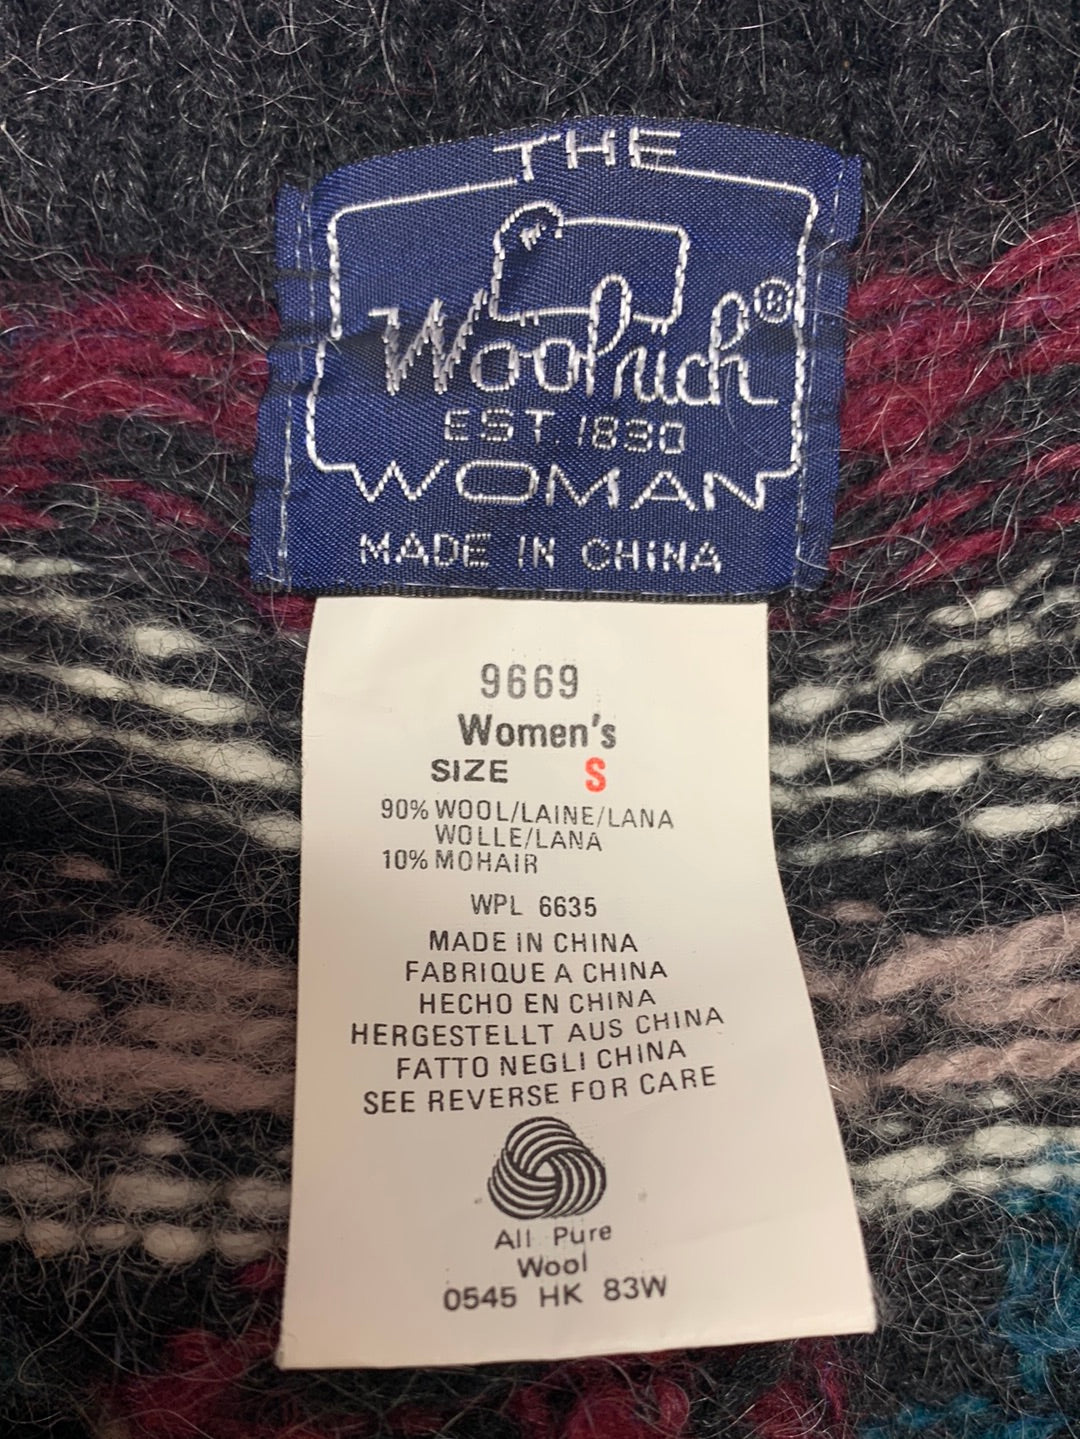 THE
Woolrich®
EST. 1830
WOMAN
MADE IN CHINA
9669
Women's
SIZE S
90% WOOL/LAINE/LANA
WOLLE/LANA
10% MOHAIR
WPL 6635
MADE IN CHINA
FABRIQUE A CHINA
HECHO EN CHINA
HERGESTELLT AUS CHINA
FATTO NEGLI CHINA
SEE REVERSE FOR CARE
All Pure
Wool
0545 HK 83W